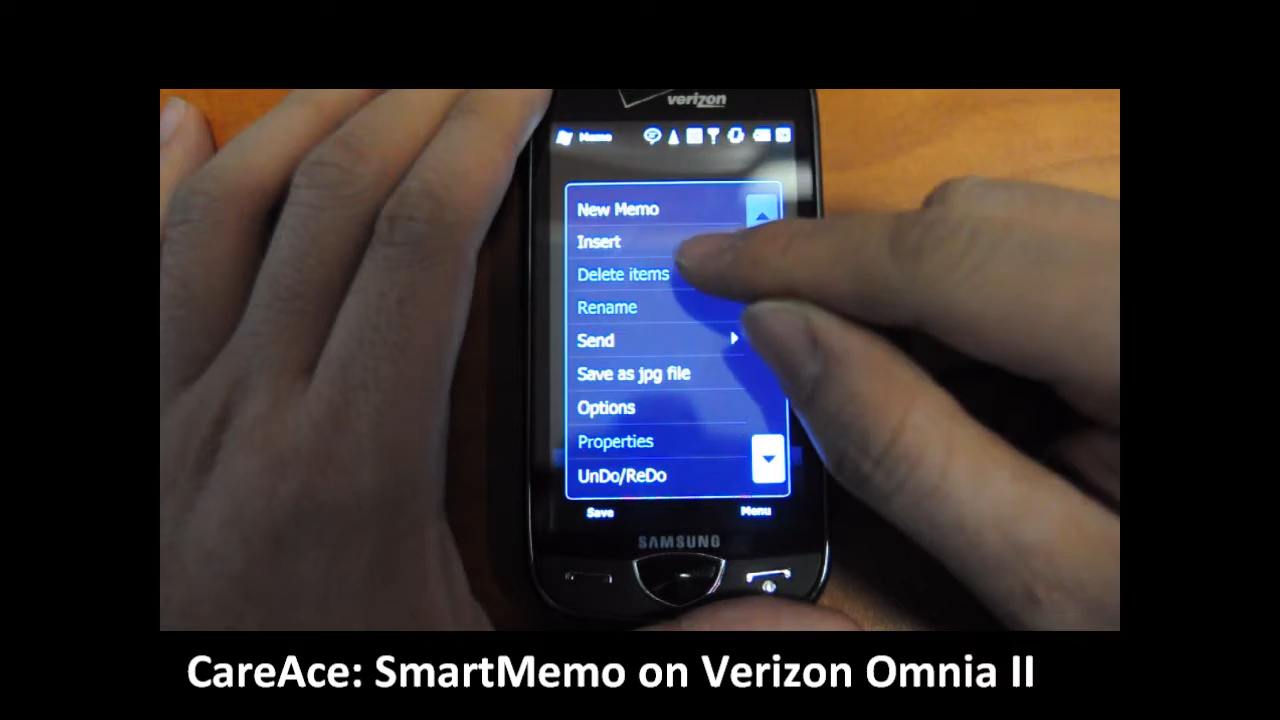 verizon
Memo
New Memo
Insert
Delete items
Rename
Send
Save as jpg file
Options
Properties
UnDo/ReDo
Save
Menu
SAMSUNG
CareAce: SmartMemo on Verizon Omnia II